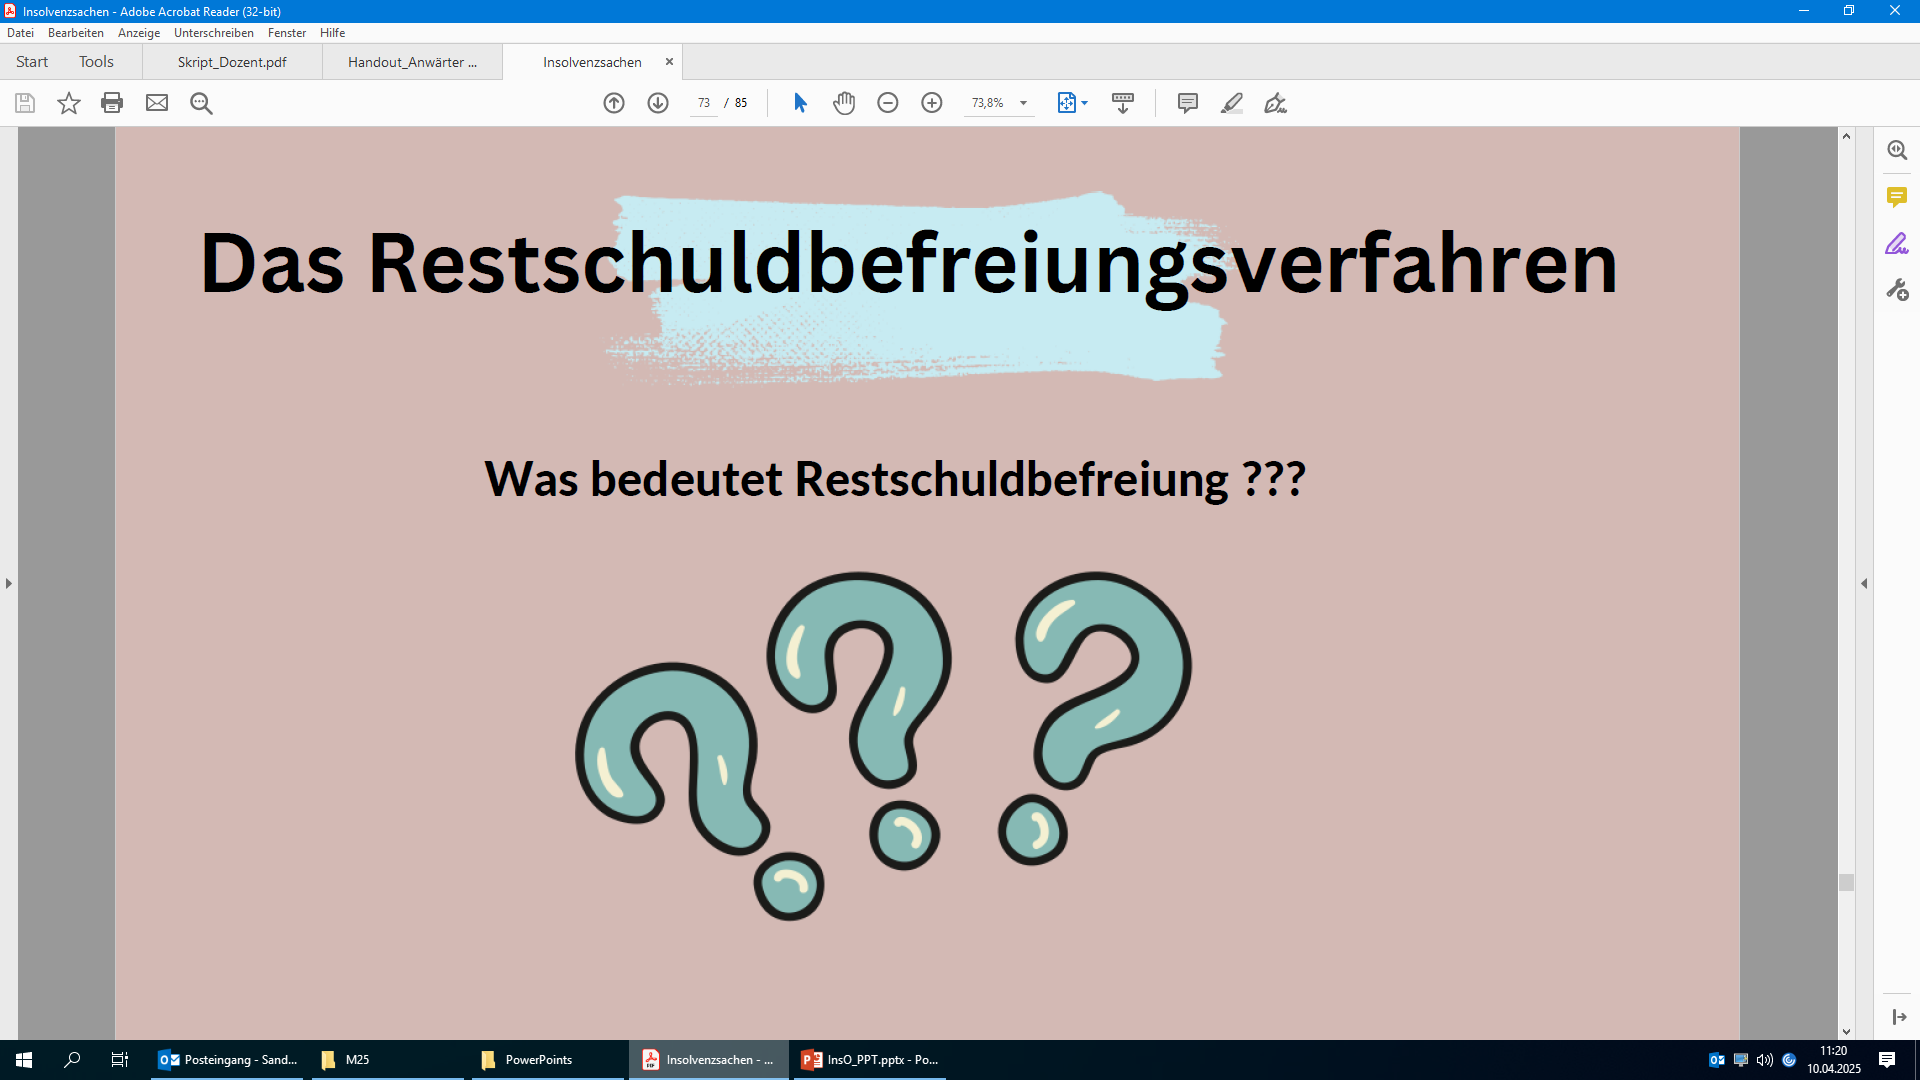 Insolvenzsachen - Adobe Acrobat Reader (32-bit)
Datei Bearbeiten Anzeige Unterschreiben Fenster Hilfe
Start Tools Skript_Dozent.pdf Handout_Anwärter ... Insolvenzsachen ×
73 / 85 73,8%
Das Restschuldbefreiungsverfahren
Was bedeutet Restschuldbefreiung ???
Posteingang - Sand... M25 PowerPoints Insolvenzsachen - ... InsO_PPT.pptx - Po...
11:20
10.04.2025